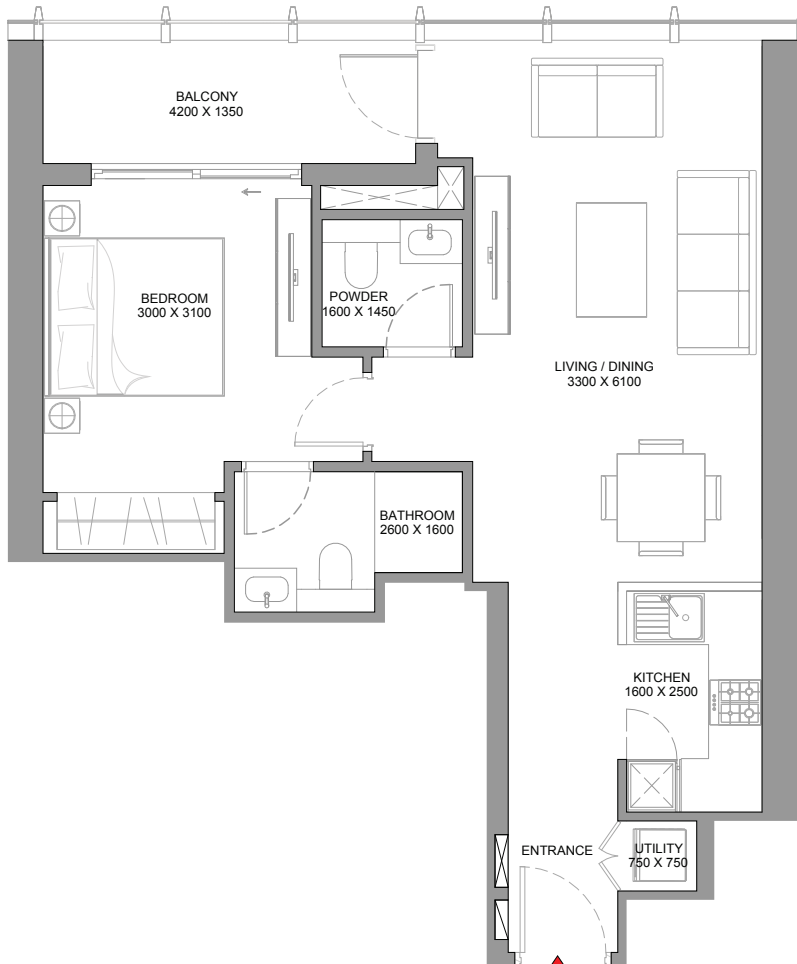 BALCONY
4200 X 1350
BEDROOM
3000 X 3100
POWDER
1600 X 1450
LIVING / DINING
3300 X 6100
BATHROOM
2600 X 1600
KITCHEN
1600 X 2500
ENTRANCE
UTILITY
750 X 750